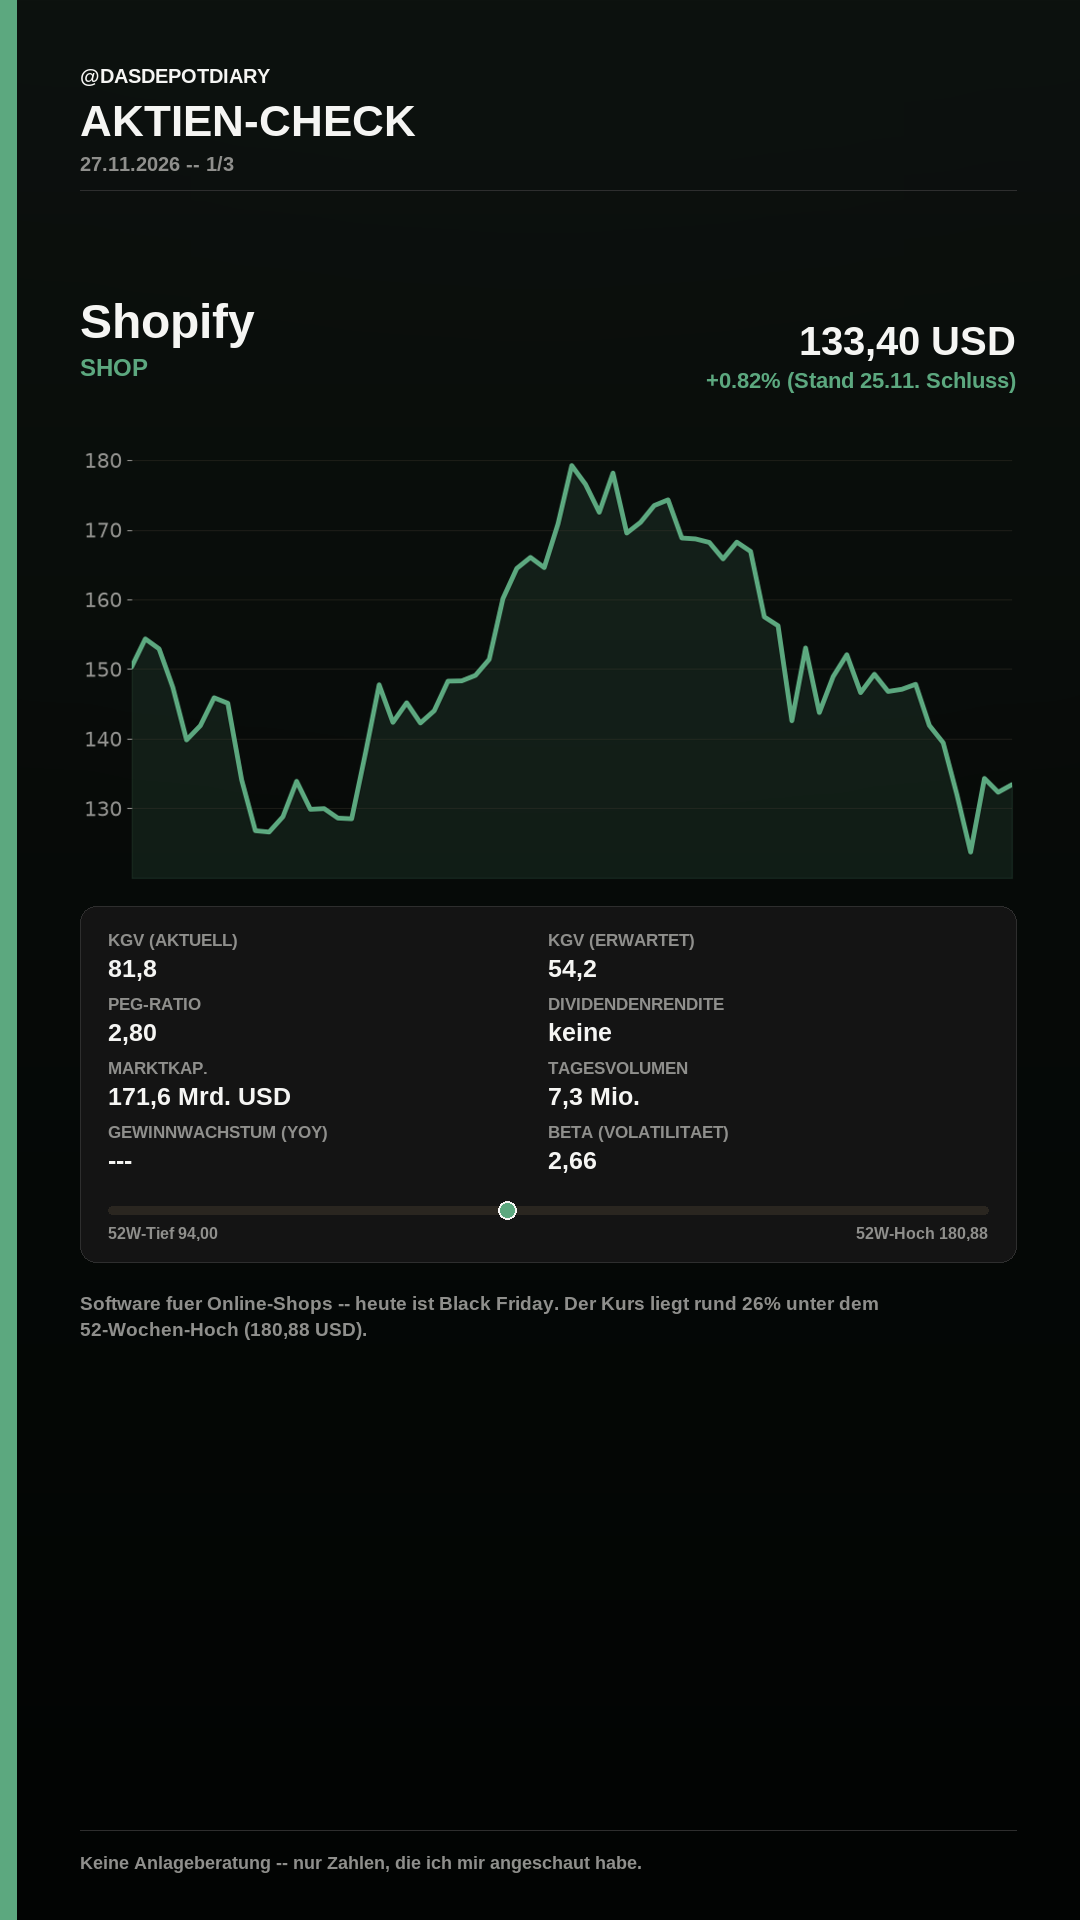 @DASDEPOTDIARY
AKTIEN-CHECK
27.11.2026 -- 1/3
Shopify
SHOP
133,40 USD
+0.82% (Stand 25.11. Schluss)
180
170
160
150
140
130
KGV (AKTUELL)
81,8
KGV (ERWARTET)
54,2
PEG-RATIO
2,80
DIVIDENDENRENDITE
keine
MARKTKAP.
171,6 Mrd. USD
TAGESVOLUMEN
7,3 Mio.
GEWINNWACHSTUM (YOY)
---
BETA (VOLATILITAET)
2,66
52W-Tief 94,00
52W-Hoch 180,88
Software fuer Online-Shops -- heute ist Black Friday. Der Kurs liegt rund 26% unter dem
52-Wochen-Hoch (180,88 USD).
Keine Anlageberatung -- nur Zahlen, die ich mir angeschaut habe.